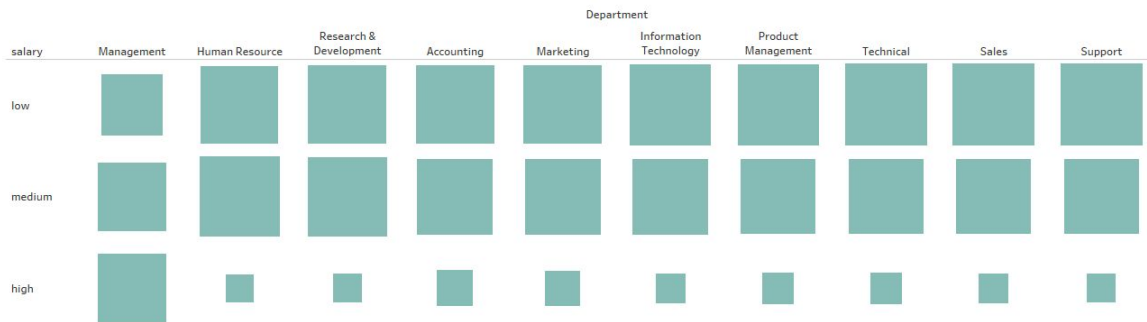 Department
salary
Management
Human Resource
Research &
Development
Accounting
Marketing
Information
Technology
Product
Management
Technical
Sales
Support
low
medium
high